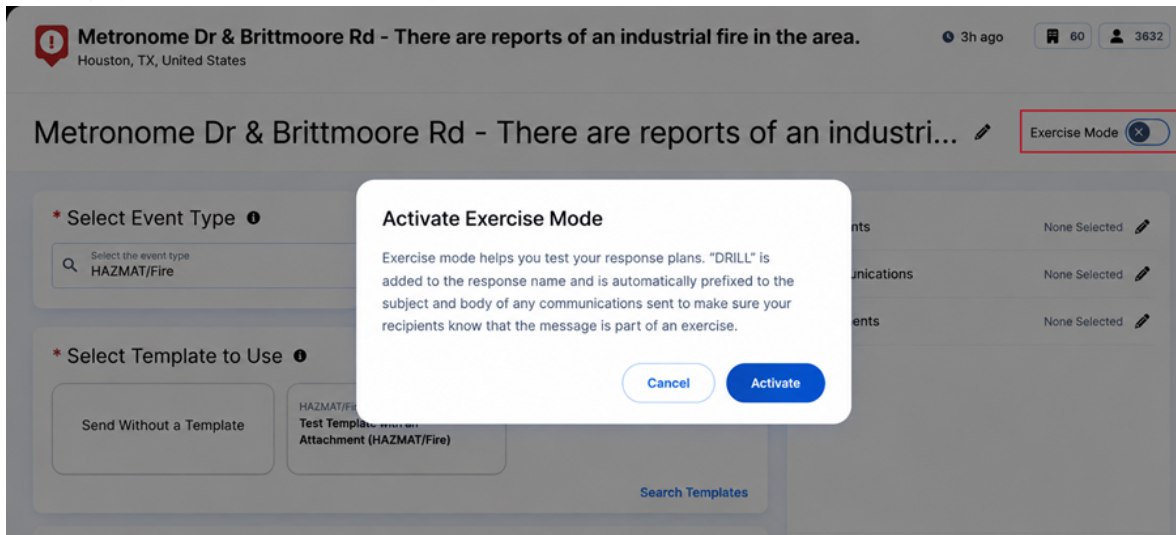 Metronome Dr & Brittmoore Rd - There are reports of an industrial fire in the area.
3h ago
60
3632
Houston, TX, United States
Metronome Dr & Brittmoore Rd - There are reports of an industri...
Exercise Mode
* Select Event Type
Select the event type
HAZMAT/Fire
Activate Exercise Mode
Exercise mode helps you test your response plans. "DRILL" is
added to the response name and is automatically prefixed to the
subject and body of any communications sent to make sure your
recipients know that the message is part of an exercise.
Cancel
Activate
nts
None Selected
unications
None Selected
ents
None Selected
* Select Template to Use
Send Without a Template
HAZMAT/Fi
Test Template with an
Attachment (HAZMAT/Fire)
Search Templates